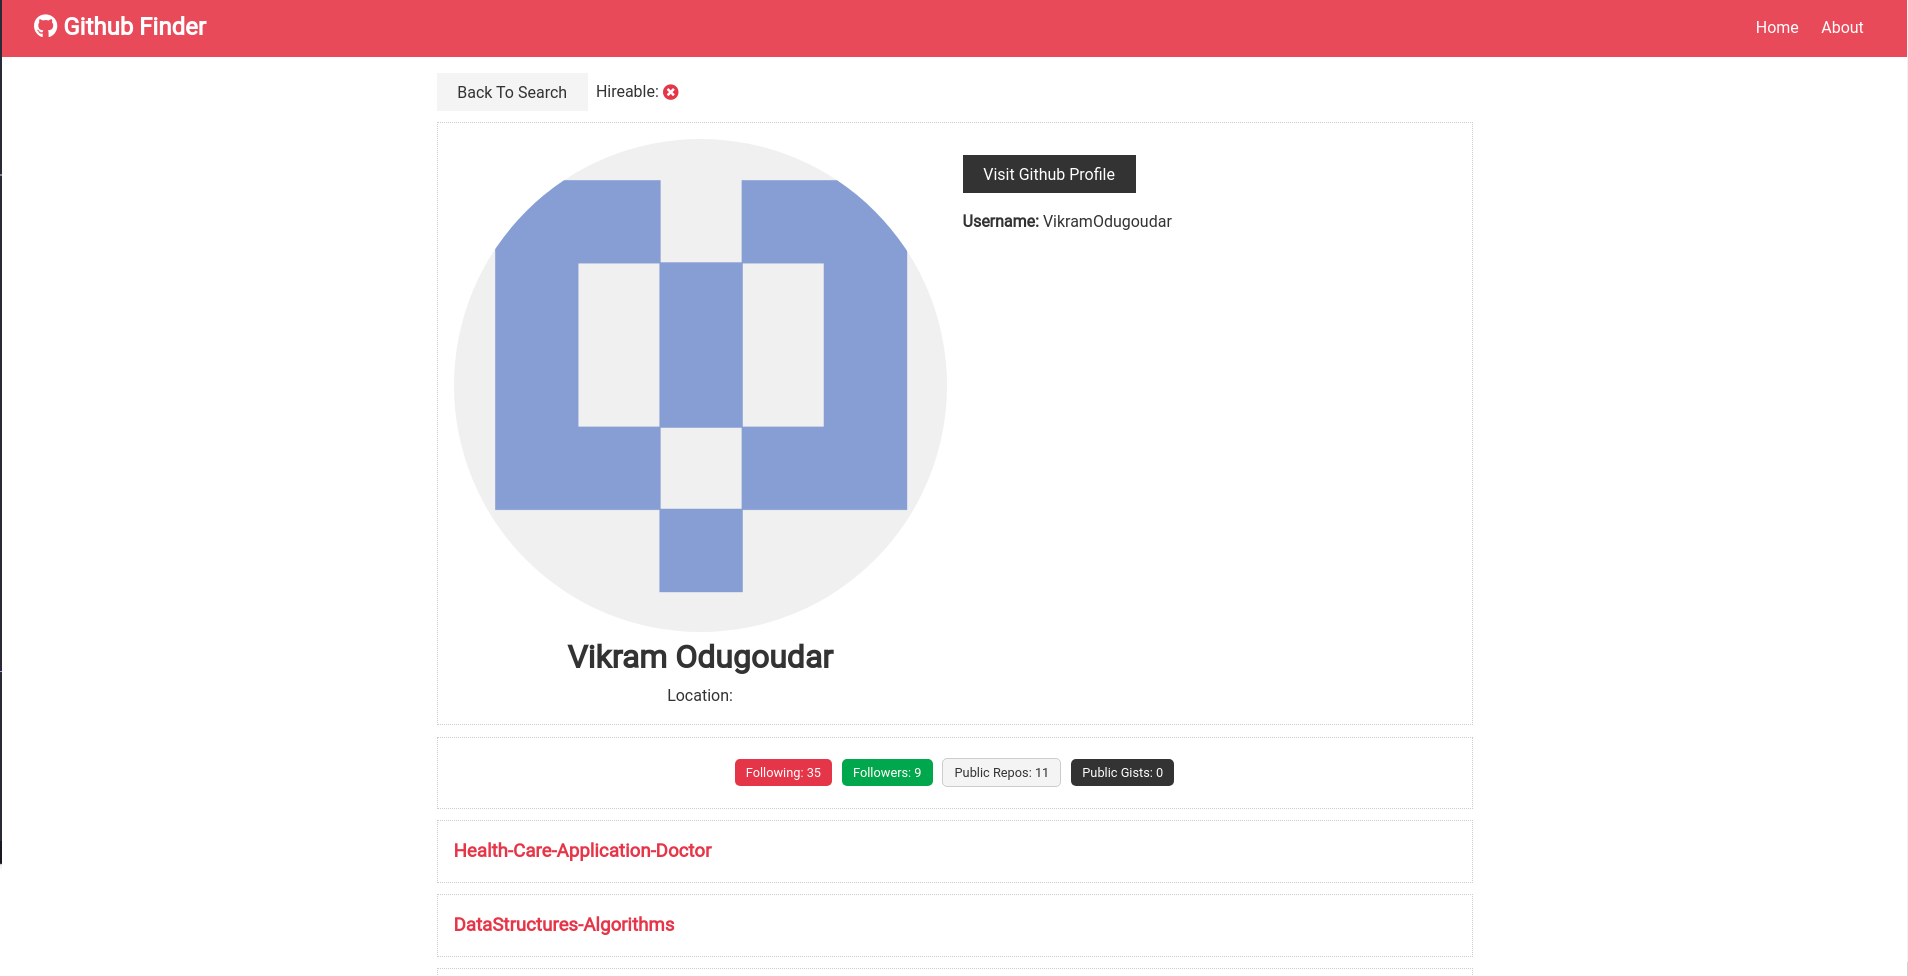 Github Finder
Home About
Back To Search Hireable:
Visit Github Profile
Username: VikramOdugoudar
Vikram Odugoudar
Location:
Following: 35 Followers: 9 Public Repos: 11 Public Gists: 0
Health-Care-Application-Doctor
DataStructures-Algorithms